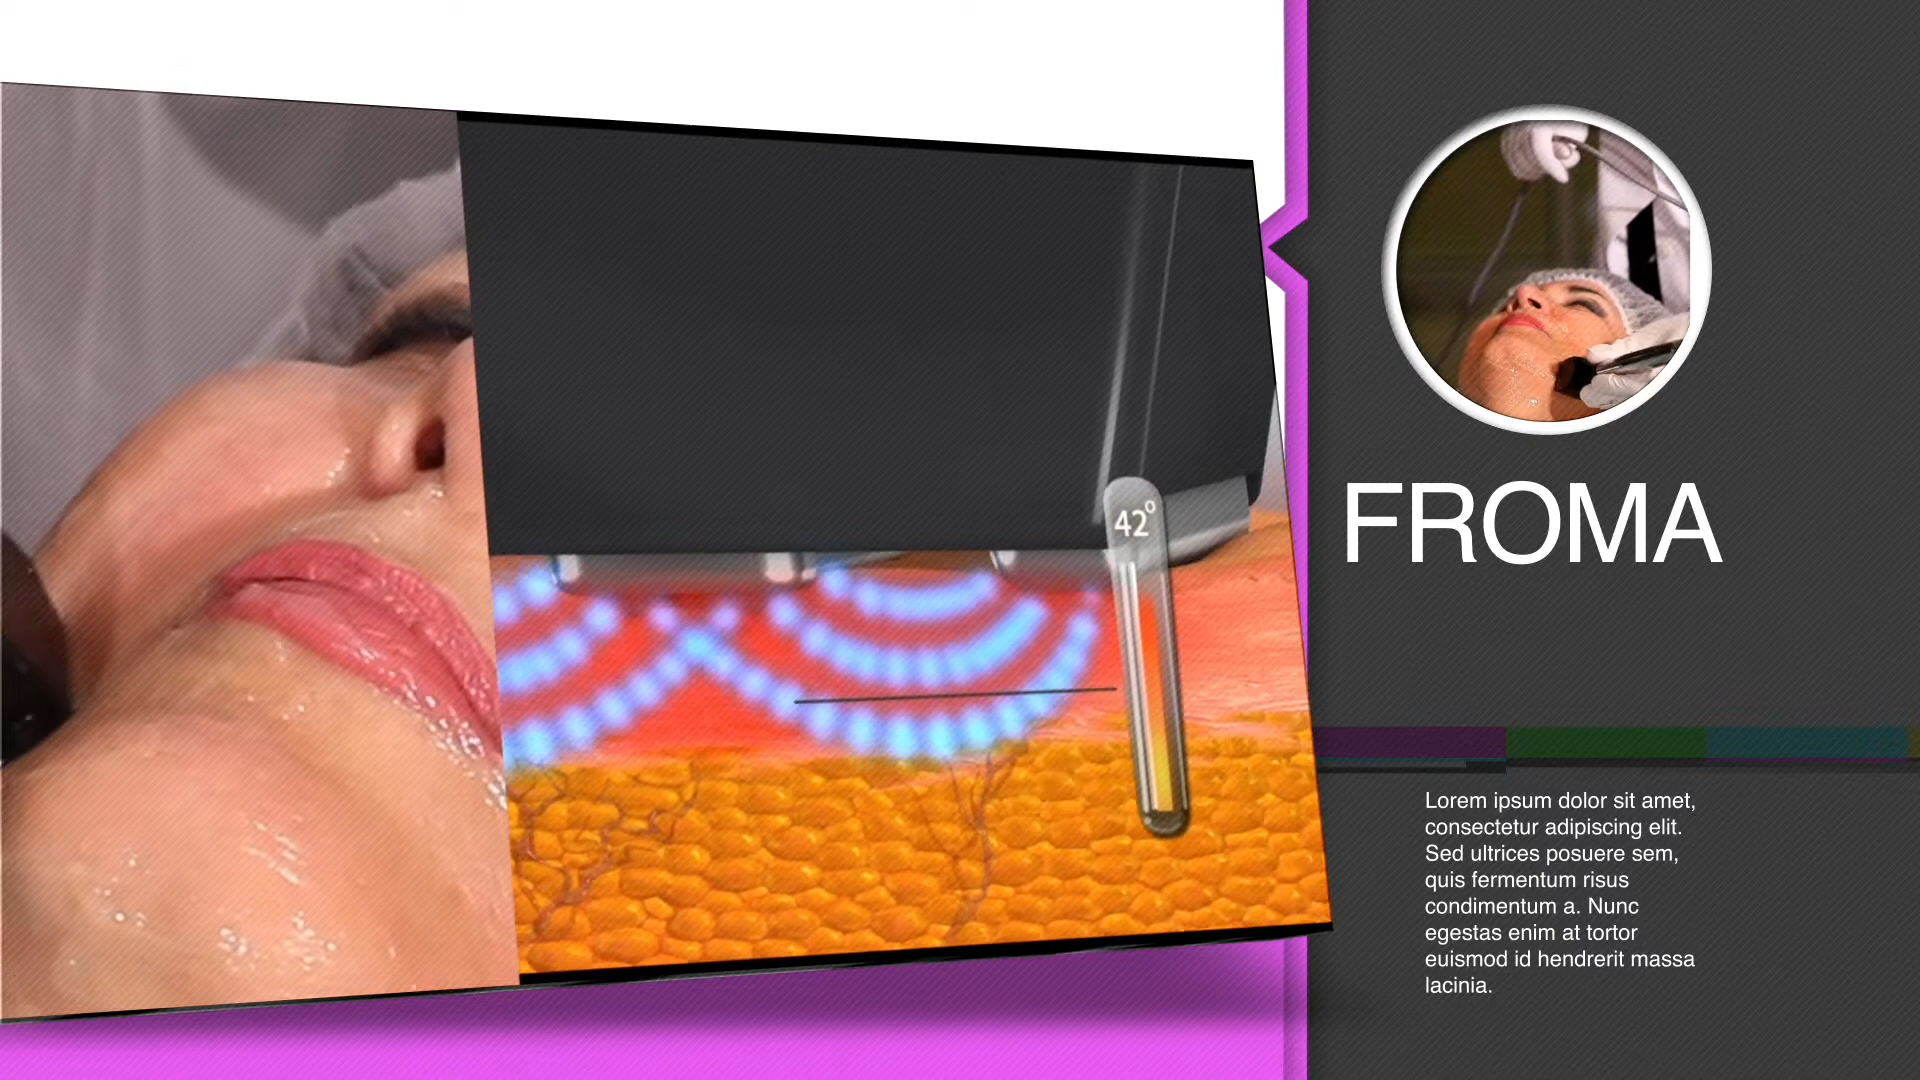 42°
FROMA
Lorem ipsum dolor sit amet,
consectetur adipiscing elit.
Sed ultrices posuere sem,
quis fermentum risus
condimentum a. Nunc
egestas enim at tortor
euismod id hendrerit massa
lacinia.